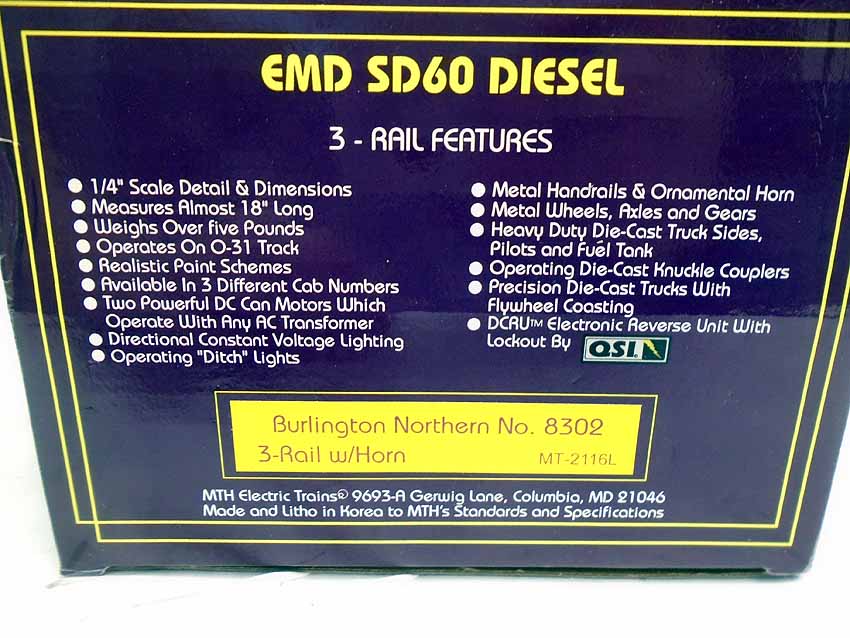 EMD SD60 DIESEL
3 - RAIL FEATURES
● 1/4" Scale Detail & Dimensions
● Measures Almost 18" Long
● Weighs Over Five Pounds
● Operates On O-31 Track
● Realistic Paint Schemes
● Available In 3 Different Cab Numbers
● Two Powerful DC Can Motors Which
Operate With Any AC Transformer
● Directional Constant Voltage Lighting
● Operating "Ditch" Lights
● Metal Handrails & Ornamental Horn
● Metal Wheels, Axles and Gears
● Heavy Duty Die-Cast Truck Sides,
Pilots and Fuel Tank
● Operating Die-Cast Knuckle Couplers
● Precision Die-Cast Trucks With
Flywheel Coasting
● DCRU™ Electronic Reverse Unit With
Lockout By QSI®
Burlington Northern No. 8302
3-Rail w/Horn MT-2116L
MTH Electric Trains© 9693-A Gerwig Lane, Columbia, MD 21046
Made and Litho in Korea to MTH's Standards and Specifications